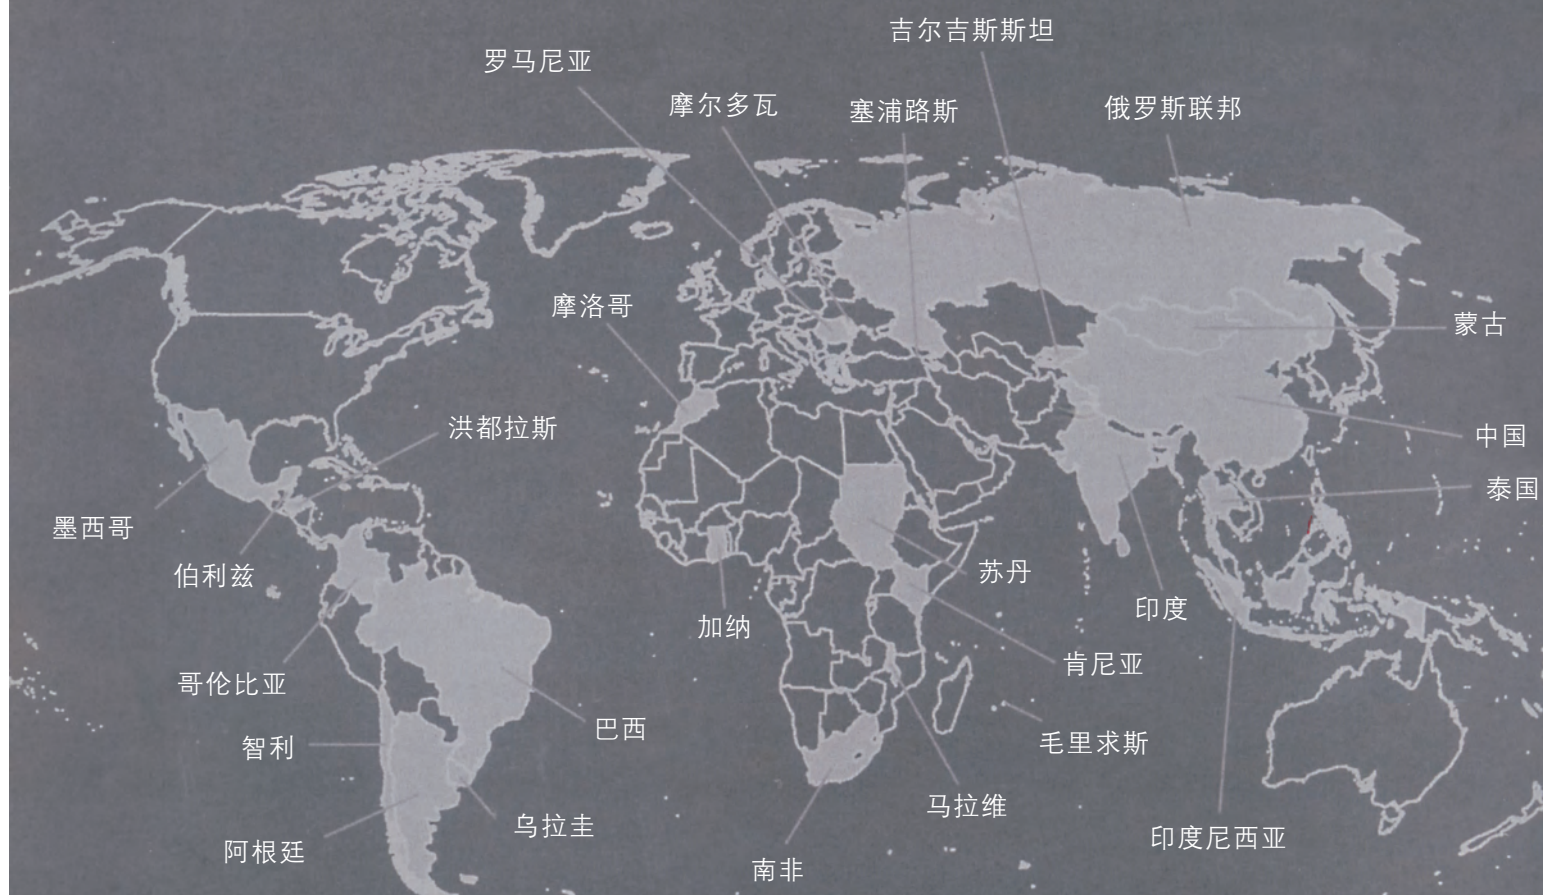 吉尔吉斯斯坦
罗马尼亚
摩尔多瓦
塞浦路斯
俄罗斯联邦
摩洛哥
蒙古
洪都拉斯
中国
泰国
墨西哥
伯利兹
苏丹
印度
加纳
肯尼亚
哥伦比亚
巴西
智利
毛里求斯
马拉维
乌拉圭
印度尼西亚
阿根廷
南非